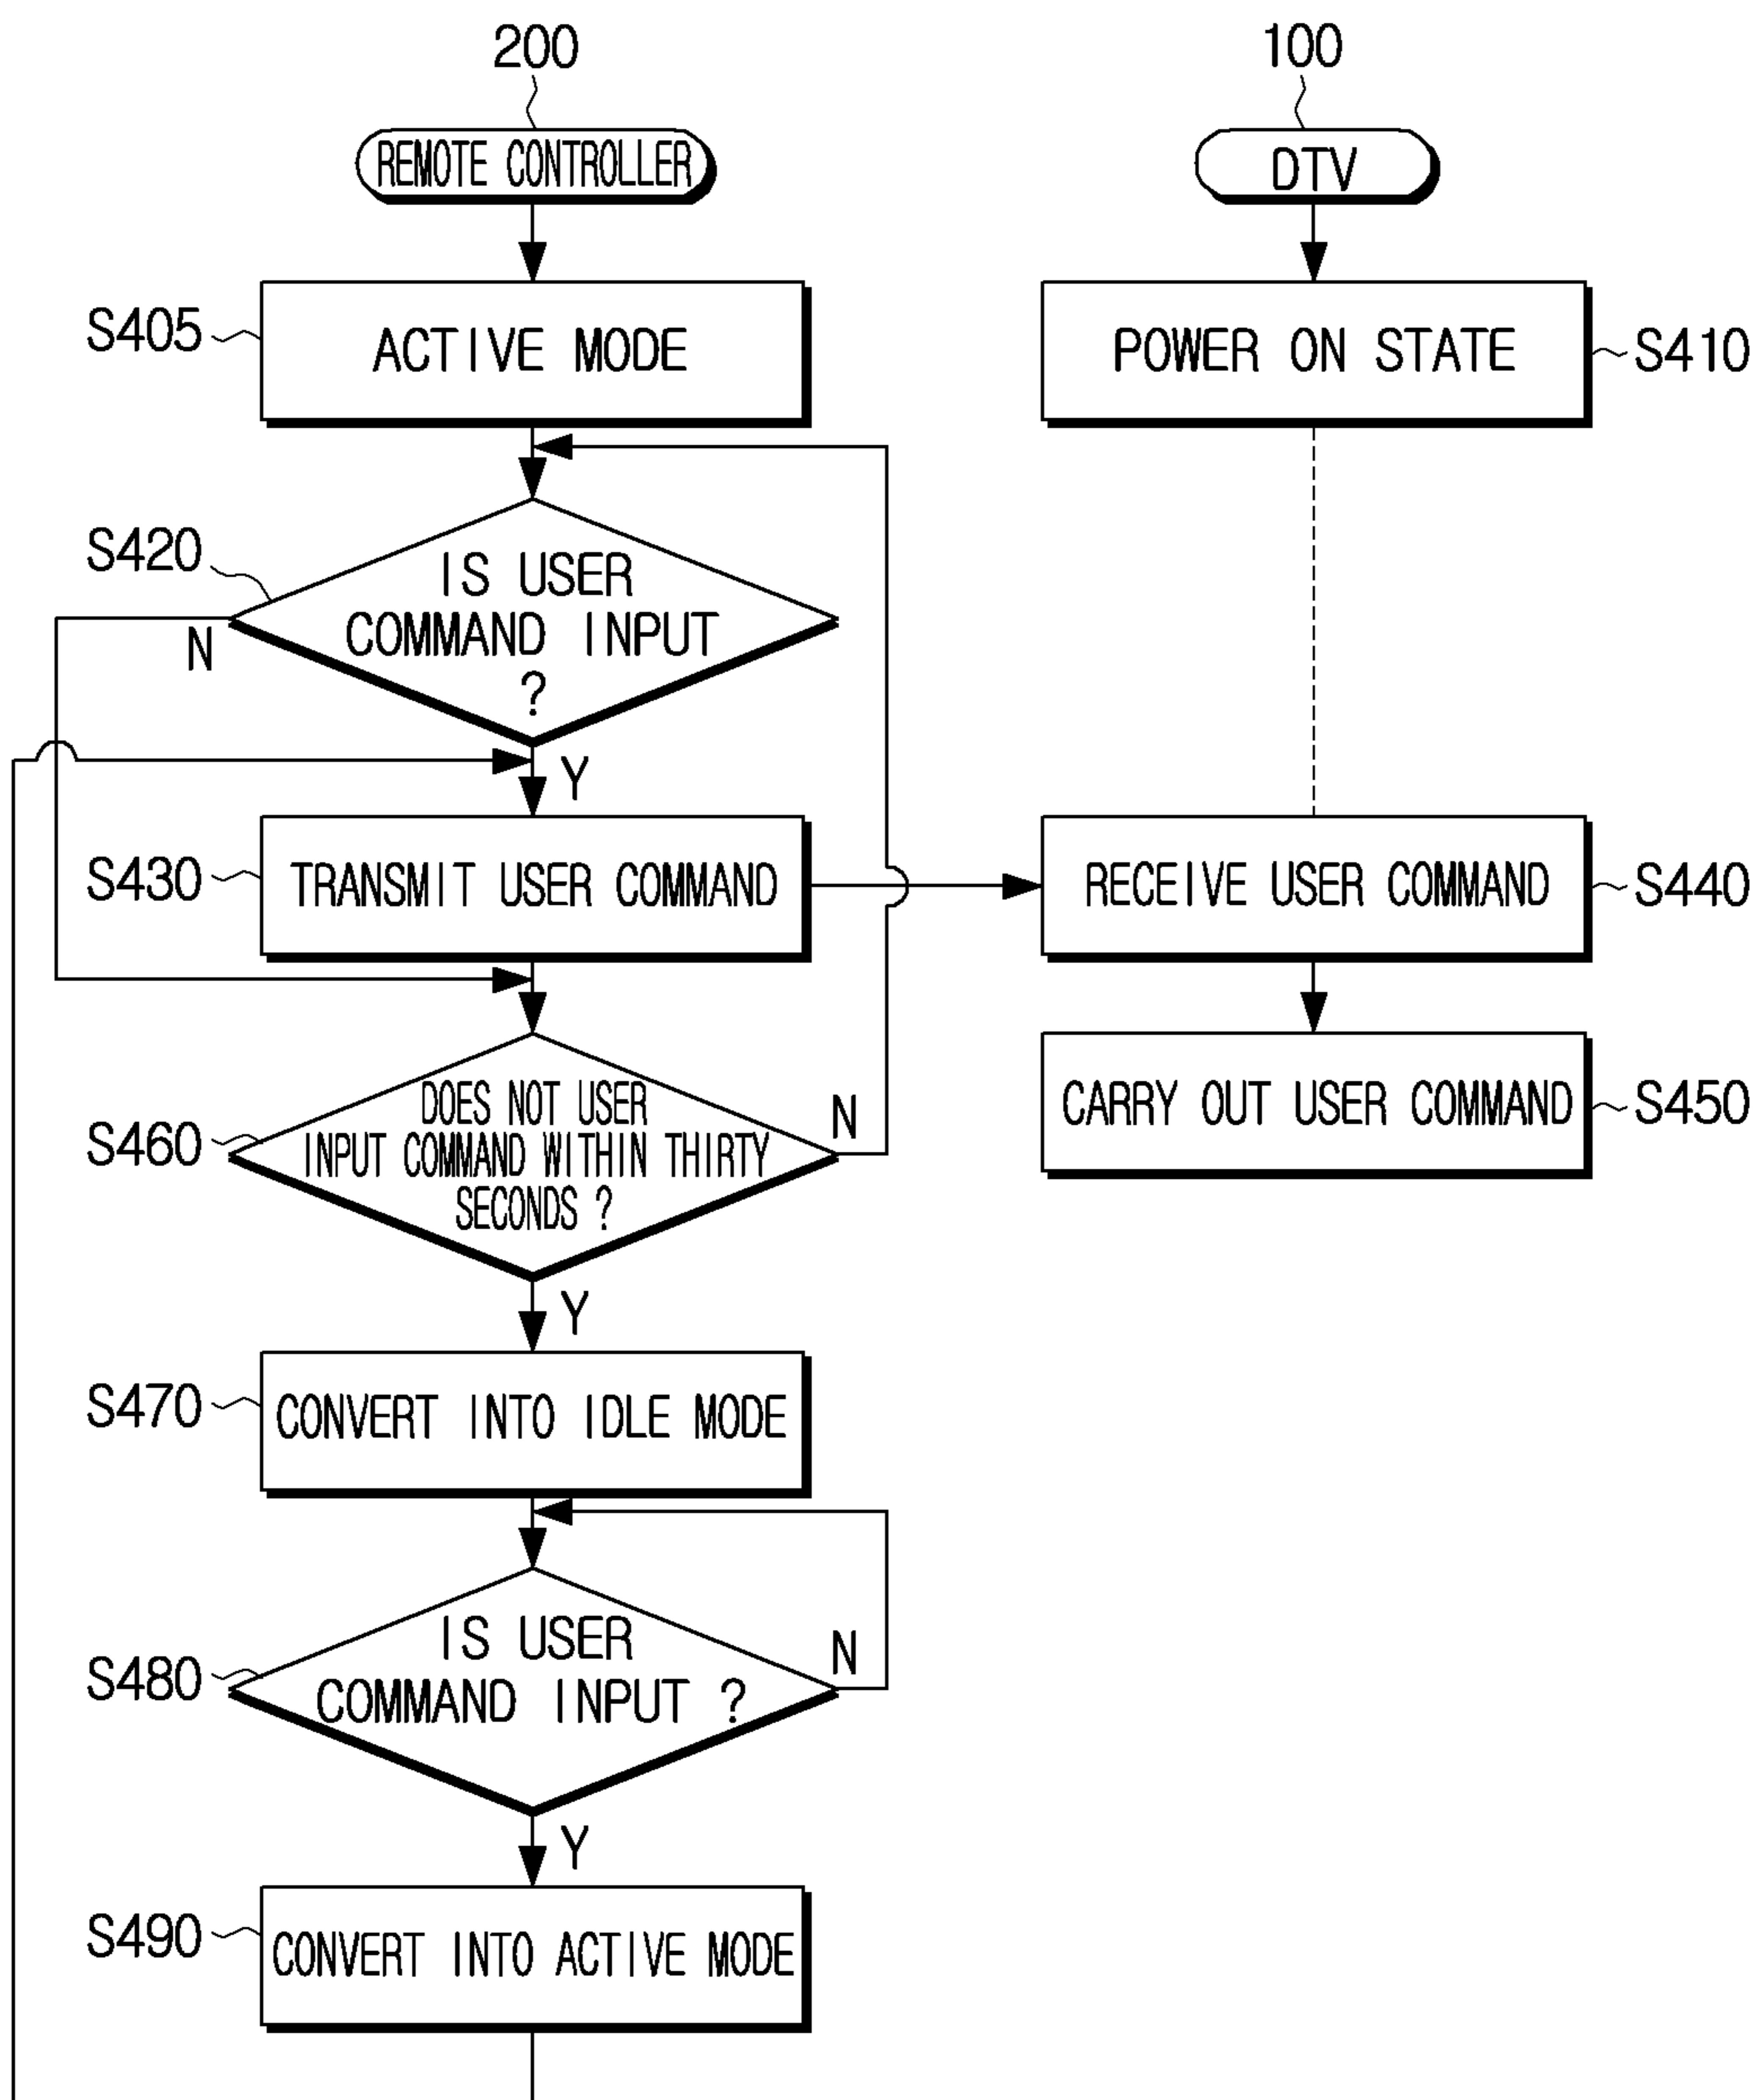 200
100
REMOTE CONTROLLER
DTV
S405
ACTIVE MODE
POWER ON STATE
S410
S420
IS USER
COMMAND INPUT
?
N
Y
S430
TRANSMIT USER COMMAND
RECEIVE USER COMMAND
S440
S460
DOES NOT USER
INPUT COMMAND WITHIN THIRTY
SECONDS ?
N
CARRY OUT USER COMMAND
S450
Y
S470
CONVERT INTO IDLE MODE
S480
IS USER
COMMAND INPUT ?
N
Y
S490
CONVERT INTO ACTIVE MODE